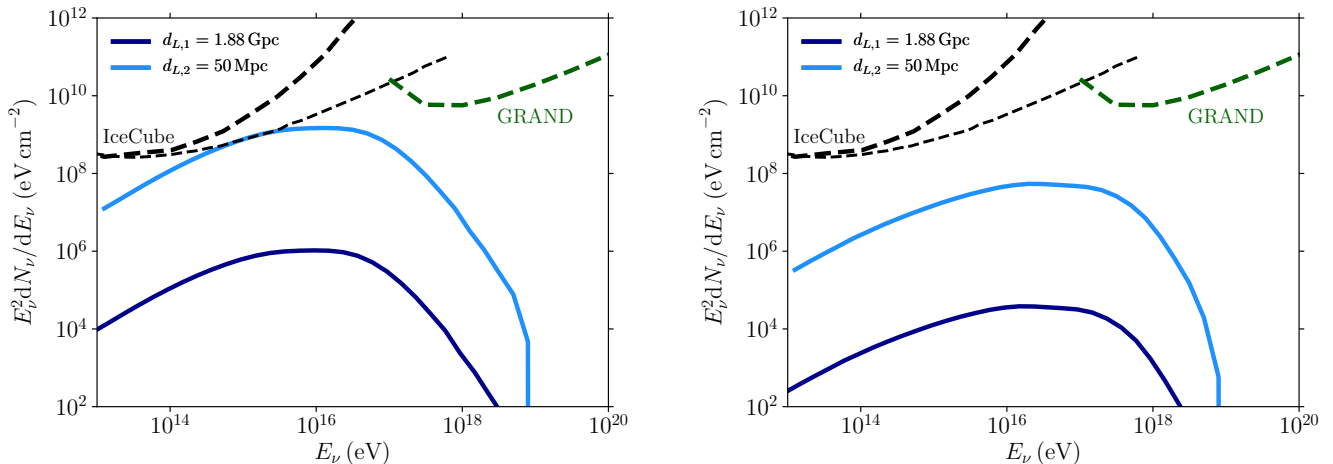 10^12
10^10
10^8
10^6
10^4
10^2
E_ν^2 dN_ν/dE_ν (eV cm^−2)
d_{L,1} = 1.88 Gpc
d_{L,2} = 50 Mpc
IceCube
GRAND
10^14
10^16
10^18
10^20
E_ν (eV)
10^12
10^10
10^8
10^6
10^4
10^2
E_ν^2 dN_ν/dE_ν (eV cm^−2)
d_{L,1} = 1.88 Gpc
d_{L,2} = 50 Mpc
IceCube
GRAND
10^14
10^16
10^18
10^20
E_ν (eV)